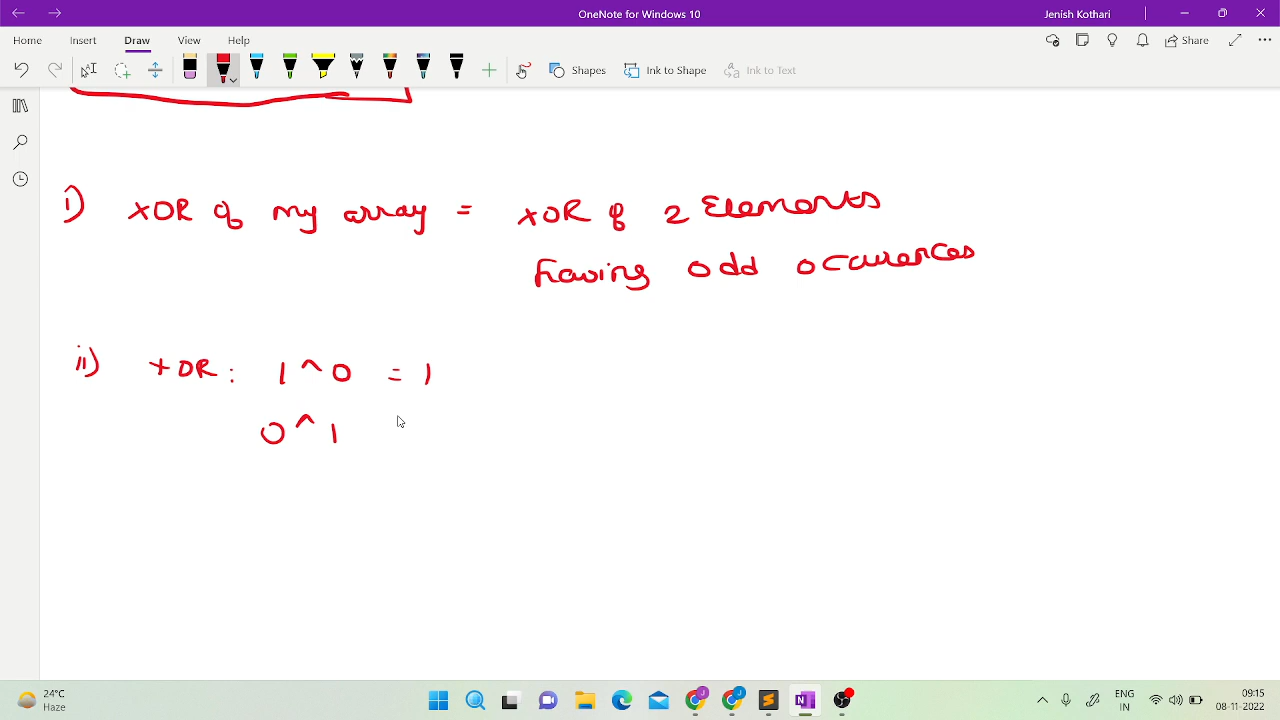 OneNote for Windows 10
Jenish Kothari
Home Insert Draw View Help
Share
Shapes
Ink to Shape
Ink to Text
i) XOR of my array = XOR of 2 Elements
having odd occurences
ii) XOR : 1 ^ 0 = 1
0 ^ 1
24°C
Haze
ENG
IN
09:15
08-11-2022